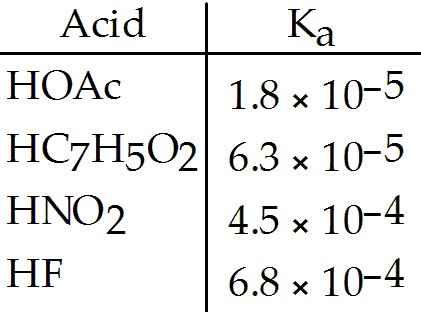 Acid Ka
HOAc 1.8 × 10–5
HC7H5O2 6.3 × 10–5
HNO2 4.5 × 10–4
HF 6.8 × 10–4